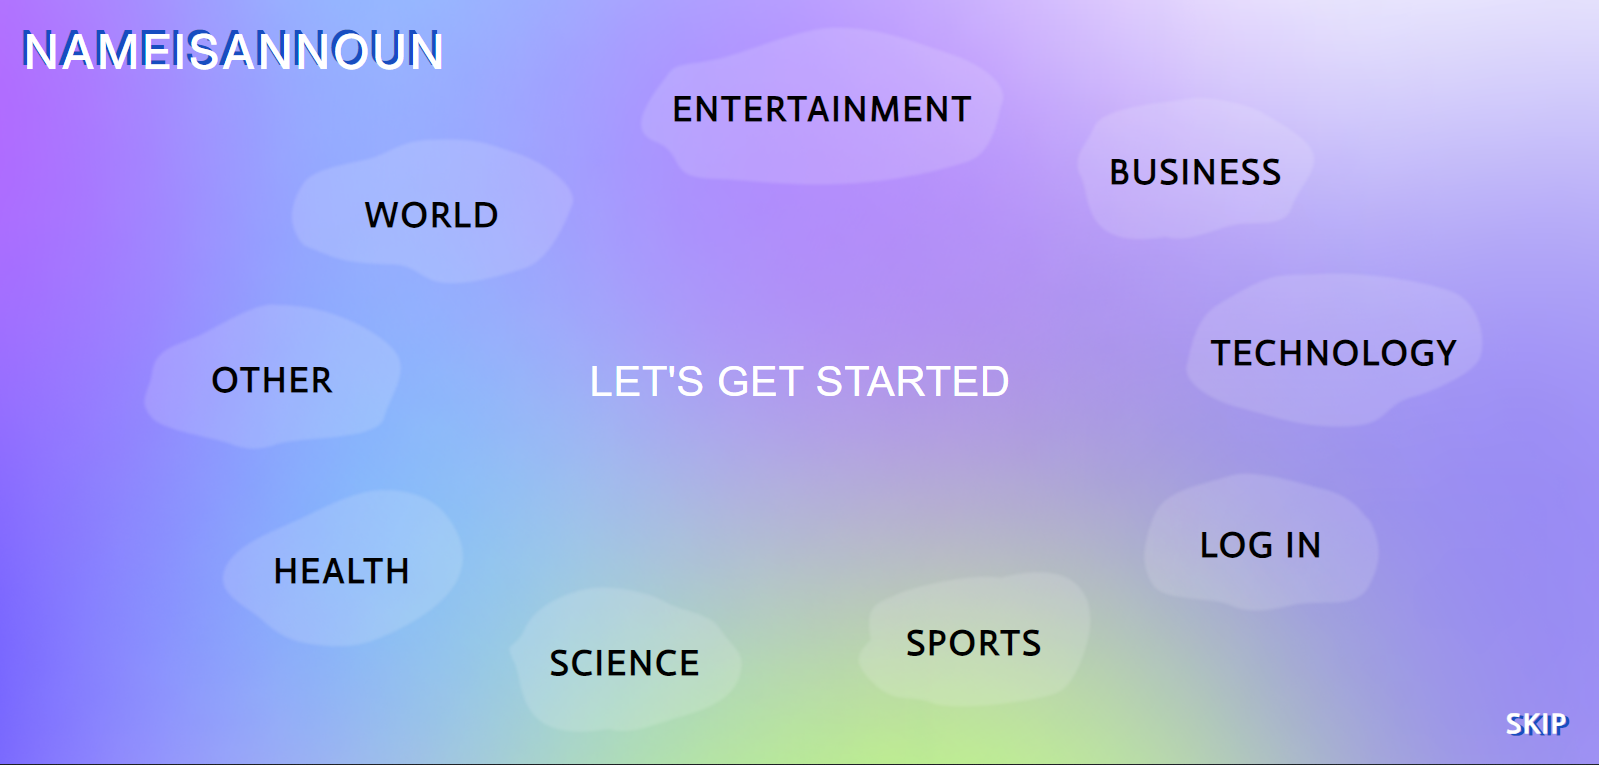 NAMEISANNOUN
ENTERTAINMENT
BUSINESS
WORLD
TECHNOLOGY
OTHER
LET'S GET STARTED
LOG IN
HEALTH
SPORTS
SCIENCE
SKIP